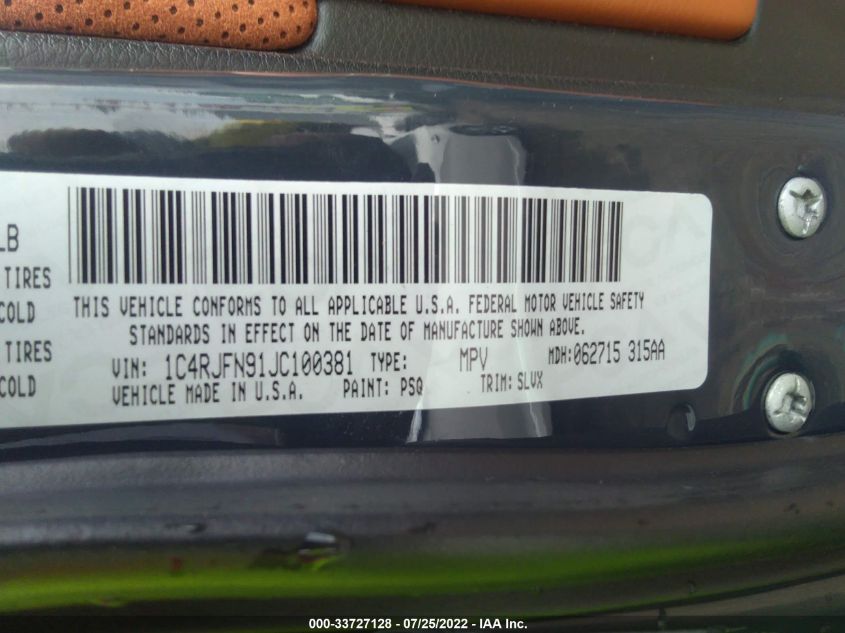 LB
TIRES
COLD
TIRES
COLD
THIS VEHICLE CONFORMS TO ALL APPLICABLE U.S.A. FEDERAL MOTOR VEHICLE SAFETY
STANDARDS IN EFFECT ON THE DATE OF MANUFACTURE SHOWN ABOVE.
VIN: 1C4RJFN91JC100381 TYPE: MPV MDH:062715 315AA
VEHICLE MADE IN U.S.A. PAINT: PSQ TRIM: SLVX
000-33727128 - 07/25/2022 - IAA Inc.